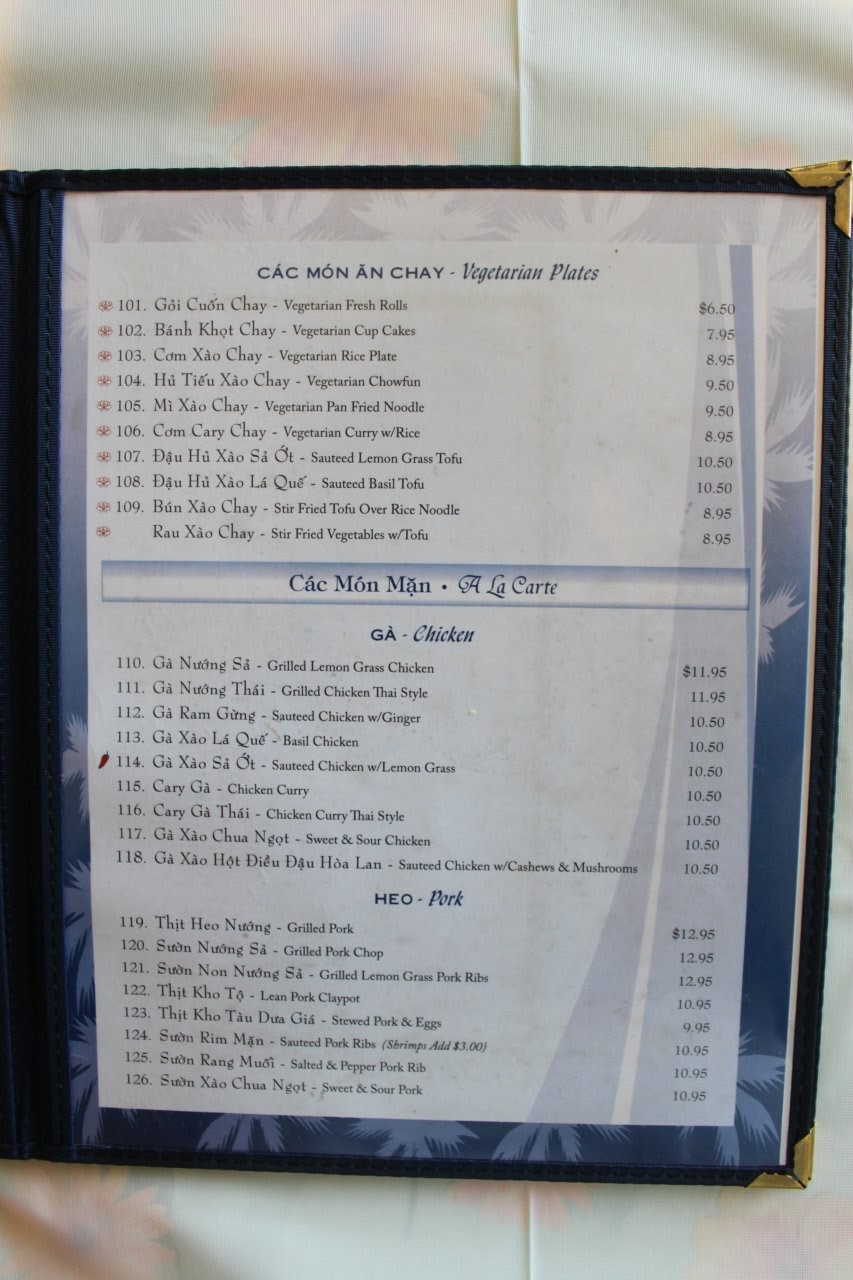 CÁC MÓN ĂN CHAY - Vegetarian Plates
101. Gỏi Cuốn Chay - Vegetarian Fresh Rolls $6.50
102. Bánh Khọt Chay - Vegetarian Cup Cakes 7.95
103. Cơm Xào Chay - Vegetarian Rice Plate 8.95
104. Hủ Tiếu Xào Chay - Vegetarian Chowfun 9.50
105. Mì Xào Chay - Vegetarian Pan Fried Noodle 9.50
106. Cơm Cary Chay - Vegetarian Curry w/Rice 8.95
107. Đậu Hủ Xào Sả Ớt - Sauteed Lemon Grass Tofu 10.50
108. Đậu Hủ Xào Lá Quế - Sauteed Basil Tofu 10.50
109. Bún Xào Chay - Stir Fried Tofu Over Rice Noodle 8.95
Rau Xào Chay - Stir Fried Vegetables w/Tofu 8.95
Các Món Mặn • A La Carte
GÀ - Chicken
110. Gà Nướng Sả - Grilled Lemon Grass Chicken $11.95
111. Gà Nướng Thái - Grilled Chicken Thai Style 11.95
112. Gà Ram Gừng - Sauteed Chicken w/Ginger 10.50
113. Gà Xào Lá Quế - Basil Chicken 10.50
114. Gà Xào Sả Ớt - Sauteed Chicken w/Lemon Grass 10.50
115. Cary Gà - Chicken Curry 10.50
116. Cary Gà Thái - Chicken Curry Thai Style 10.50
117. Gà Xào Chua Ngọt - Sweet & Sour Chicken 10.50
118. Gà Xào Hột Điều Đậu Hòa Lan - Sauteed Chicken w/Cashews & Mushrooms 10.50
HEO - Pork
119. Thịt Heo Nướng - Grilled Pork $12.95
120. Sườn Nướng Sả - Grilled Pork Chop 12.95
121. Sườn Non Nướng Sả - Grilled Lemon Grass Pork Ribs 12.95
122. Thịt Kho Tộ - Lean Pork Claypot 10.95
123. Thịt Kho Tàu Dưa Giá - Stewed Pork & Eggs 9.95
124. Sườn Rim Mặn - Sauteed Pork Ribs (Shrimps Add $3.00) 10.95
125. Sườn Rang Muối - Salted & Pepper Pork Rib 10.95
126. Sườn Xào Chua Ngọt - Sweet & Sour Pork 10.95